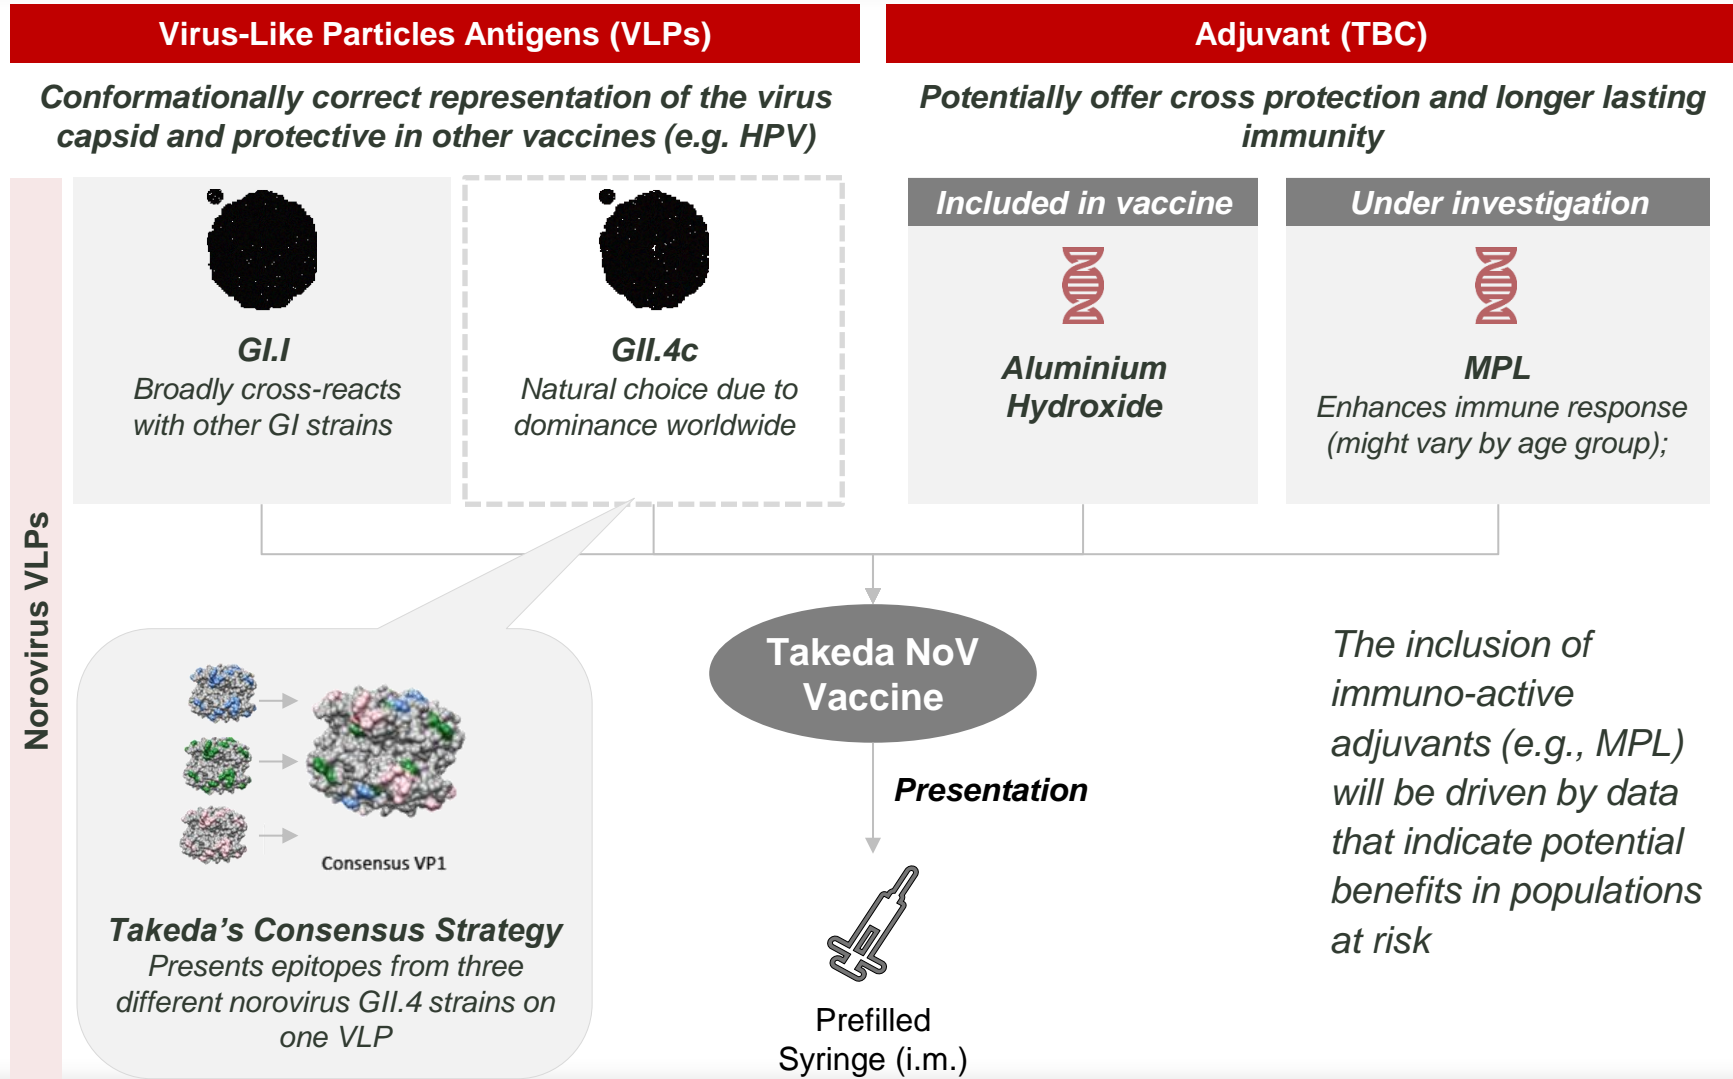 Virus-Like Particles Antigens (VLPs)
Conformationally correct representation of the virus
capsid and protective in other vaccines (e.g. HPV)
Adjuvant (TBC)
Potentially offer cross protection and longer lasting
immunity
Norovirus VLPs
GI.I
Broadly cross-reacts
with other GI strains
GII.4c
Natural choice due to
dominance worldwide
Included in vaccine
Aluminium
Hydroxide
Under investigation
MPL
Enhances immune response
(might vary by age group);
Takeda NoV
Vaccine
Presentation
Prefilled
Syringe (i.m.)
Consensus VP1
Takeda’s Consensus Strategy
Presents epitopes from three
different norovirus GII.4 strains on
one VLP
The inclusion of
immuno-active
adjuvants (e.g., MPL)
will be driven by data
that indicate potential
benefits in populations
at risk